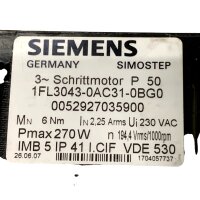 SIEMENS
GERMANY SIMOSTEP
3~ Schrittmotor P 50
1FL3043-0AC31-0BG0
0052927035900
MN 6 Nm IN 2,25 Arms Ui 230 VAC
Pmax 270 W n 194,4 Vrms/1000rpm
IMB 5 IP 41 I.Cl.F VDE 530
26.06.07 1704057737